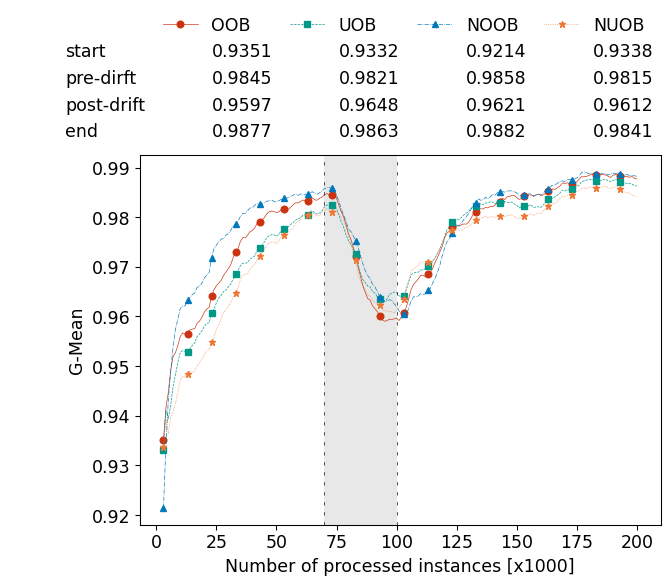 OOB UOB NOOB NUOB
start 0.9351 0.9332 0.9214 0.9338
pre-dirft 0.9845 0.9821 0.9858 0.9815
post-drift 0.9597 0.9648 0.9621 0.9612
end 0.9877 0.9863 0.9882 0.9841
0.99
0.98
0.97
0.96
0.95
0.94
0.93
0.92
G-Mean
0 25 50 75 100 125 150 175 200
Number of processed instances [x1000]